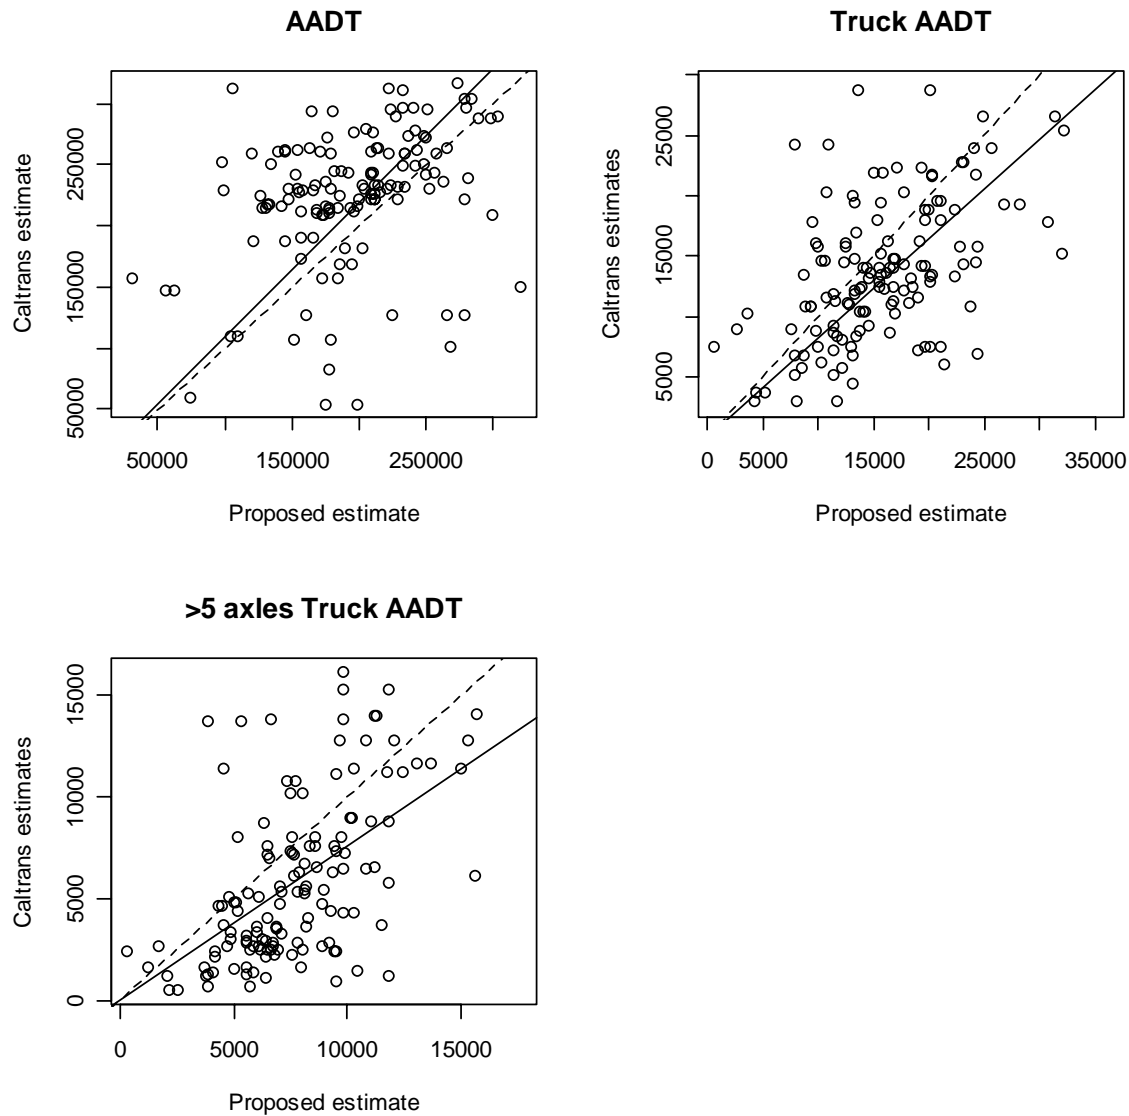 AADT
Caltrans estimate
50000
150000
250000
50000
150000
250000
Proposed estimate
Truck AADT
Caltrans estimates
5000
15000
25000
0
5000
15000
25000
35000
Proposed estimate
>5 axles Truck AADT
Caltrans estimates
0
5000
10000
15000
0
5000
10000
15000
Proposed estimate